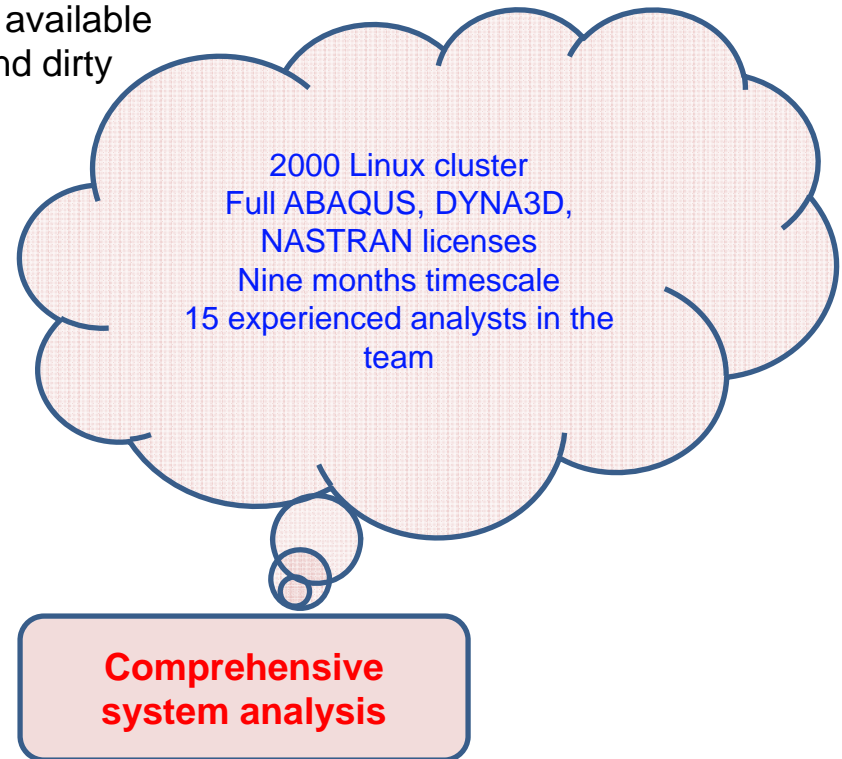 available
nd dirty
2000 Linux cluster
Full ABAQUS, DYNA3D,
NASTRAN licenses
Nine months timescale
15 experienced analysts in the
team
Comprehensive
system analysis